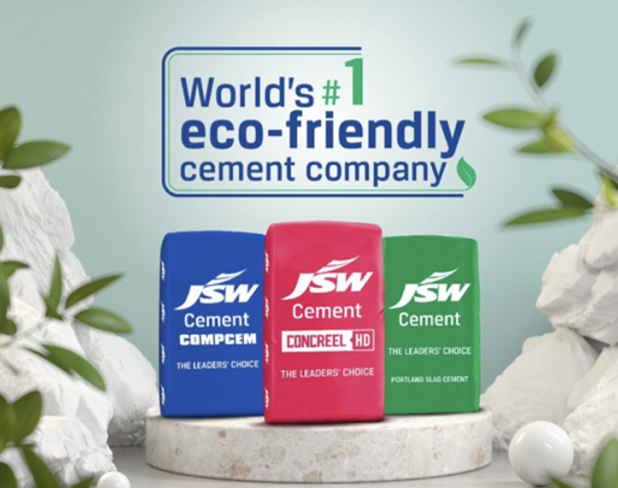 World's #1
eco-friendly
cement company
JSW
Cement
COMPCEM
THE LEADERS' CHOICE
JSW
Cement
CONCREEL HD
THE LEADERS' CHOICE
JSW
Cement
THE LEADERS' CHOICE
PORTLAND SLAG CEMENT